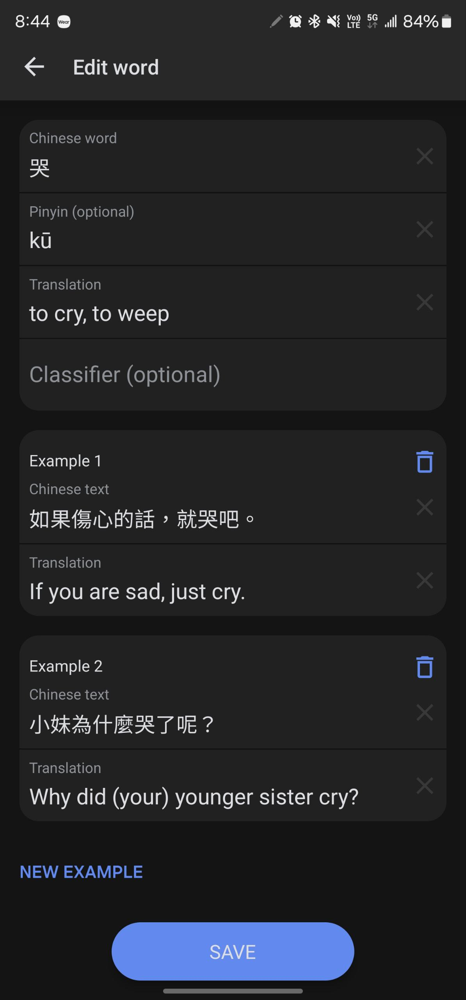 8:44 Wear Vo)) LTE 5G 84%
Edit word
Chinese word
哭
Pinyin (optional)
kū
Translation
to cry, to weep
Classifier (optional)
Example 1
Chinese text
如果傷心的話，就哭吧。
Translation
If you are sad, just cry.
Example 2
Chinese text
小妹為什麼哭了呢？
Translation
Why did (your) younger sister cry?
NEW EXAMPLE
SAVE